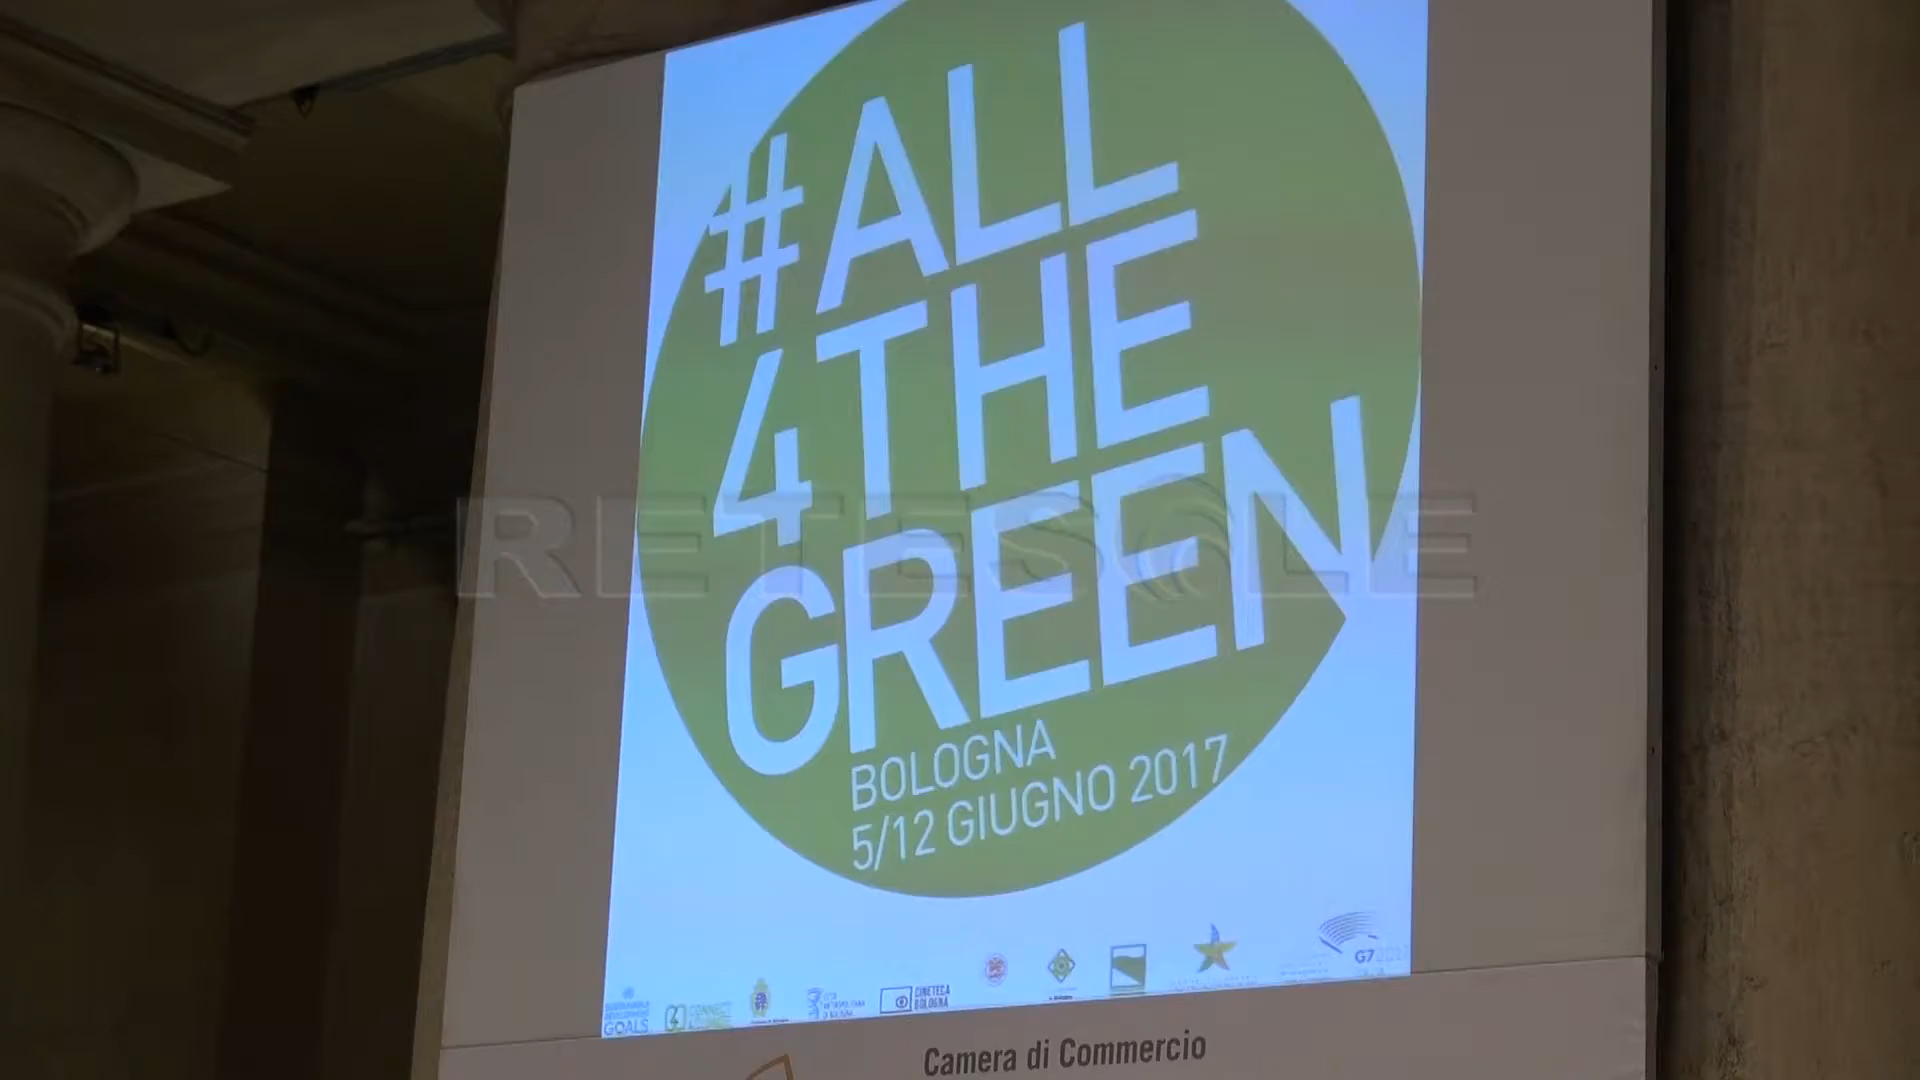 #ALL
4THE
GREEN
BOLOGNA
5/12 GIUGNO 2017
RETESOLE
GOALS
CINETECA
BOLOGNA
G7
Camera di Commercio